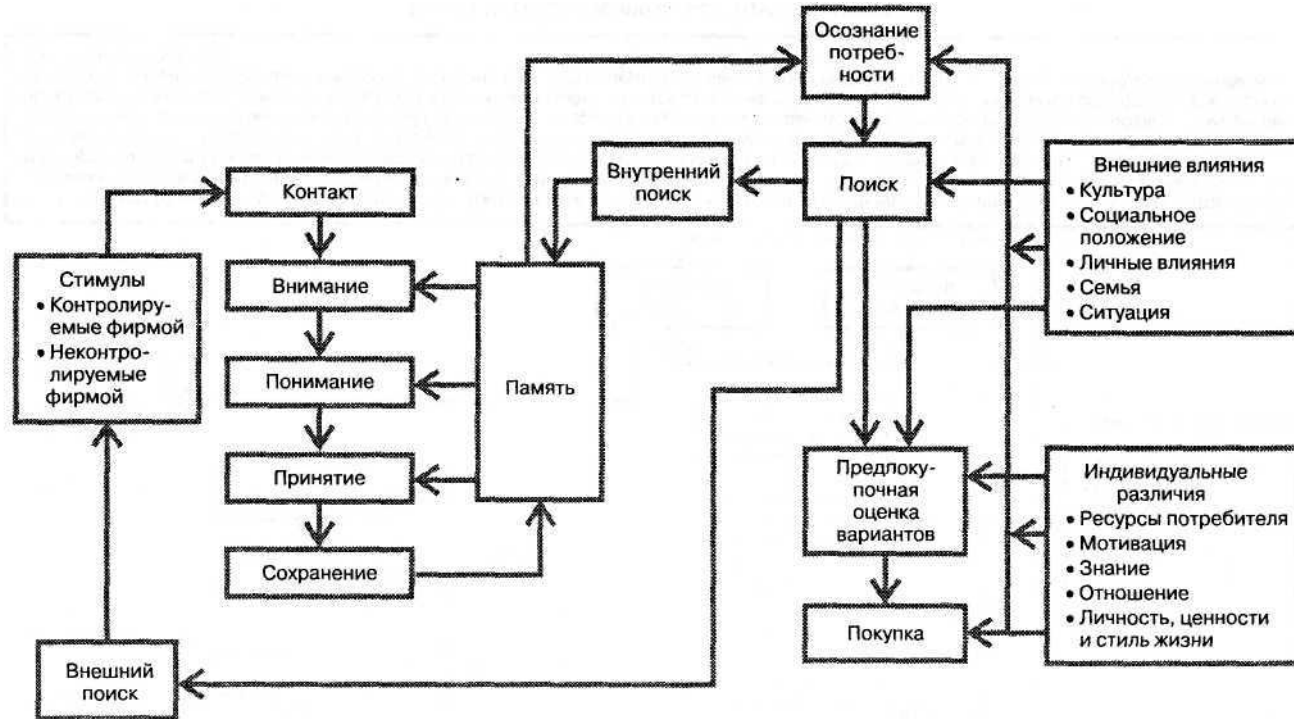 Осознание
потреб-
ности
Внутренний
поиск
Поиск
Внешние влияния
• Культура
• Социальное
положение
• Личные влияния
• Семья
• Ситуация
Контакт
Внимание
Понимание
Принятие
Сохранение
Стимулы
• Контролиру-
емые фирмой
• Неконтро-
лируемые
фирмой
Память
Предпоку-
почная
оценка
вариантов
Индивидуальные
различия
• Ресурсы потребителя
• Мотивация
• Знание
• Отношение
• Личность, ценности
и стиль жизни
Покупка
Внешний
поиск